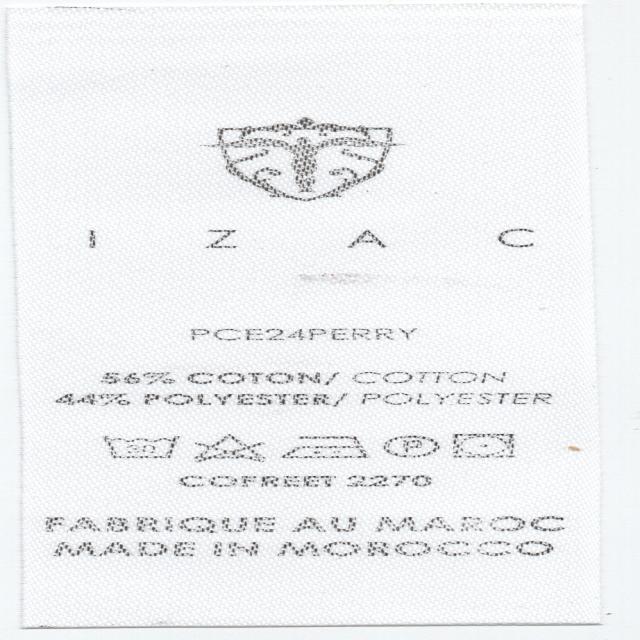 I Z A C
PCE24PERRY
56% COTON/ COTTON
44% POLYESTER/ POLYESTER
30 P
COFREET 2270
FABRIQUE AU MAROC
MADE IN MOROCCO